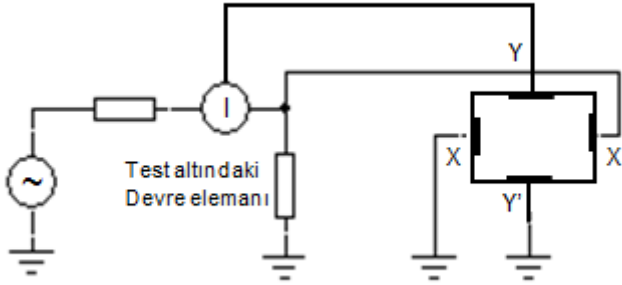 Y
I
X
X
Test altındaki
Devre elemanı
Y'
~